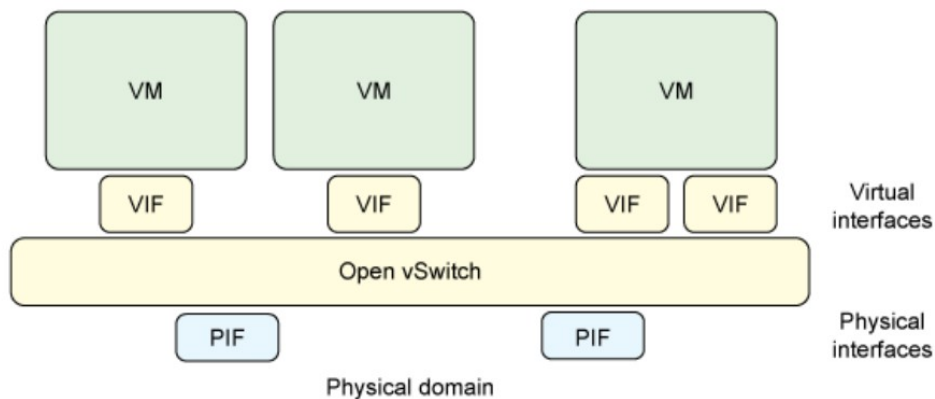 VM
VM
VM
VIF
VIF
VIF
VIF
Virtual
interfaces
Open vSwitch
PIF
PIF
Physical
interfaces
Physical domain